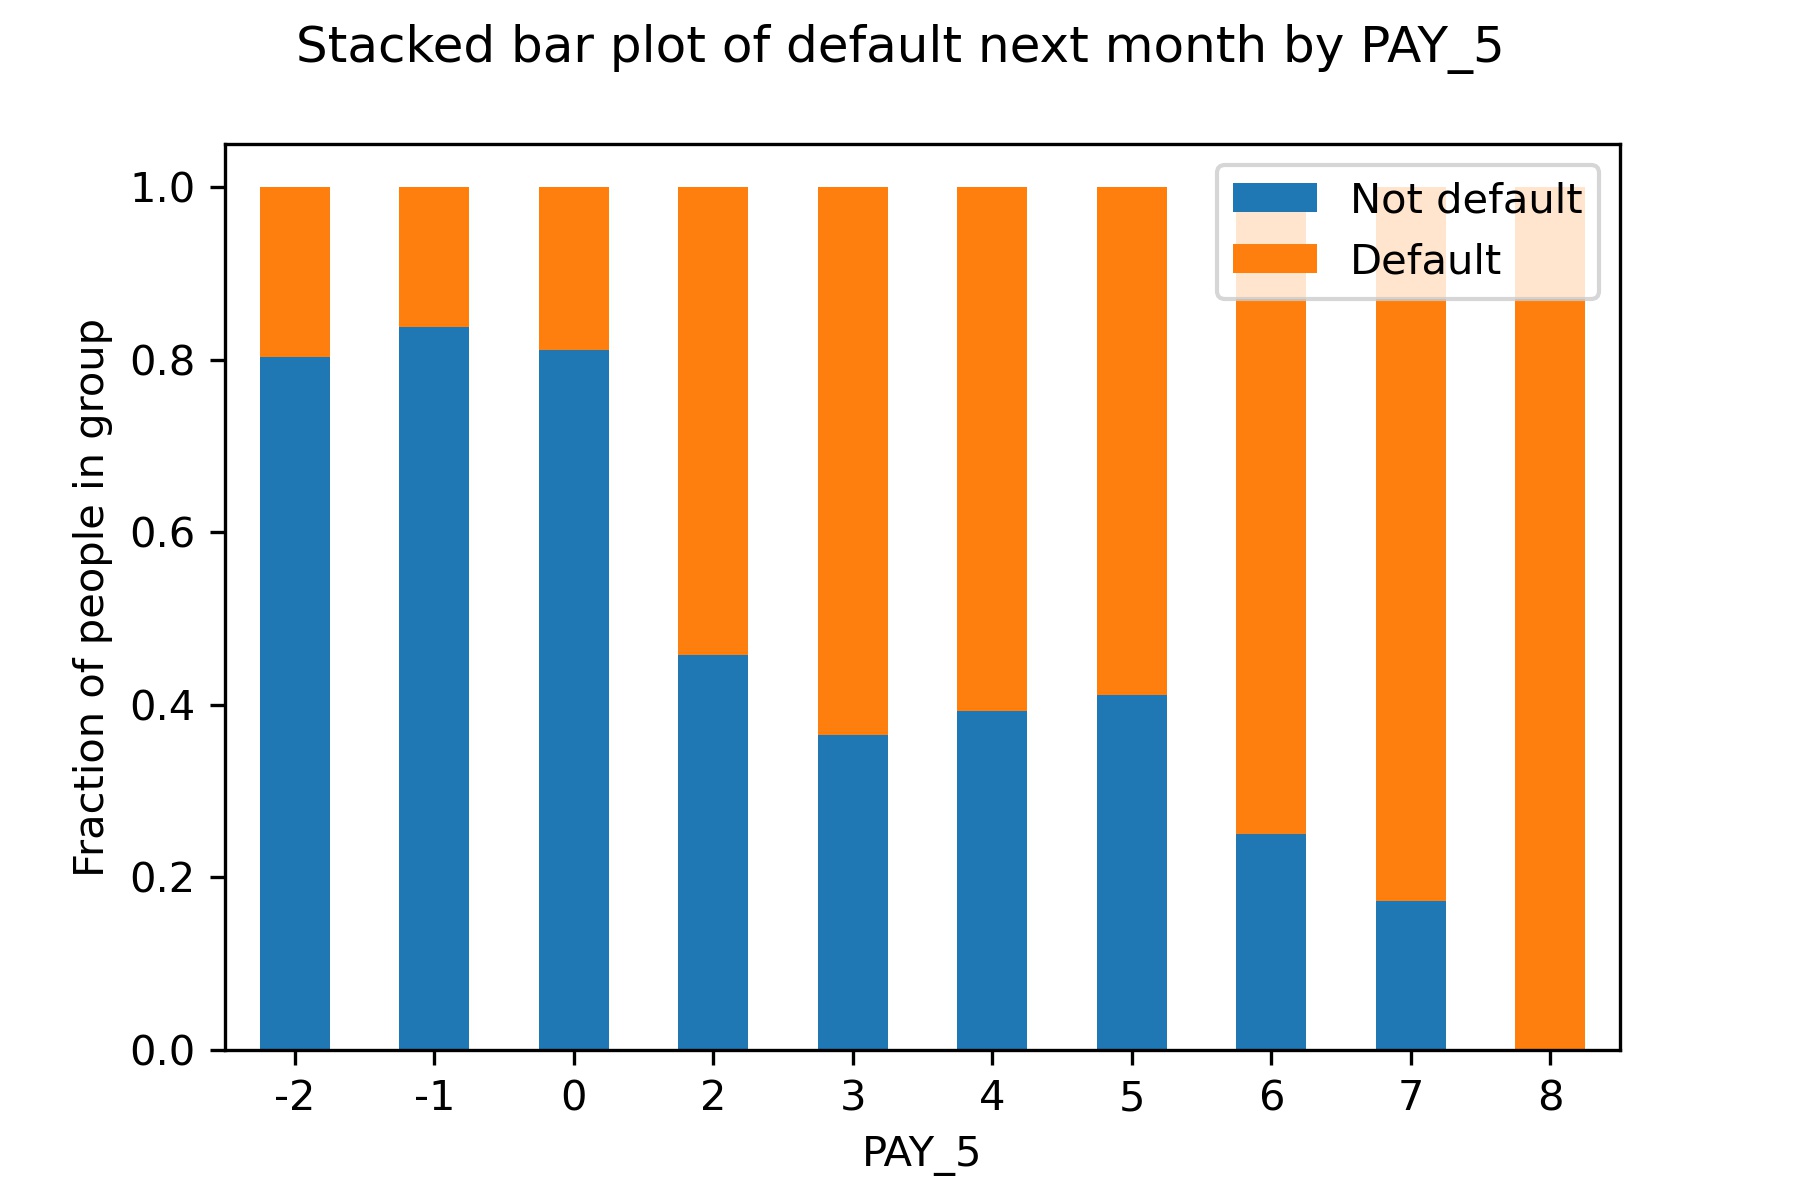 Stacked bar plot of default next month by PAY_5
Not default
Default
Fraction of people in group
1.0
0.8
0.6
0.4
0.2
0.0
-2 -1 0 2 3 4 5 6 7 8
PAY_5